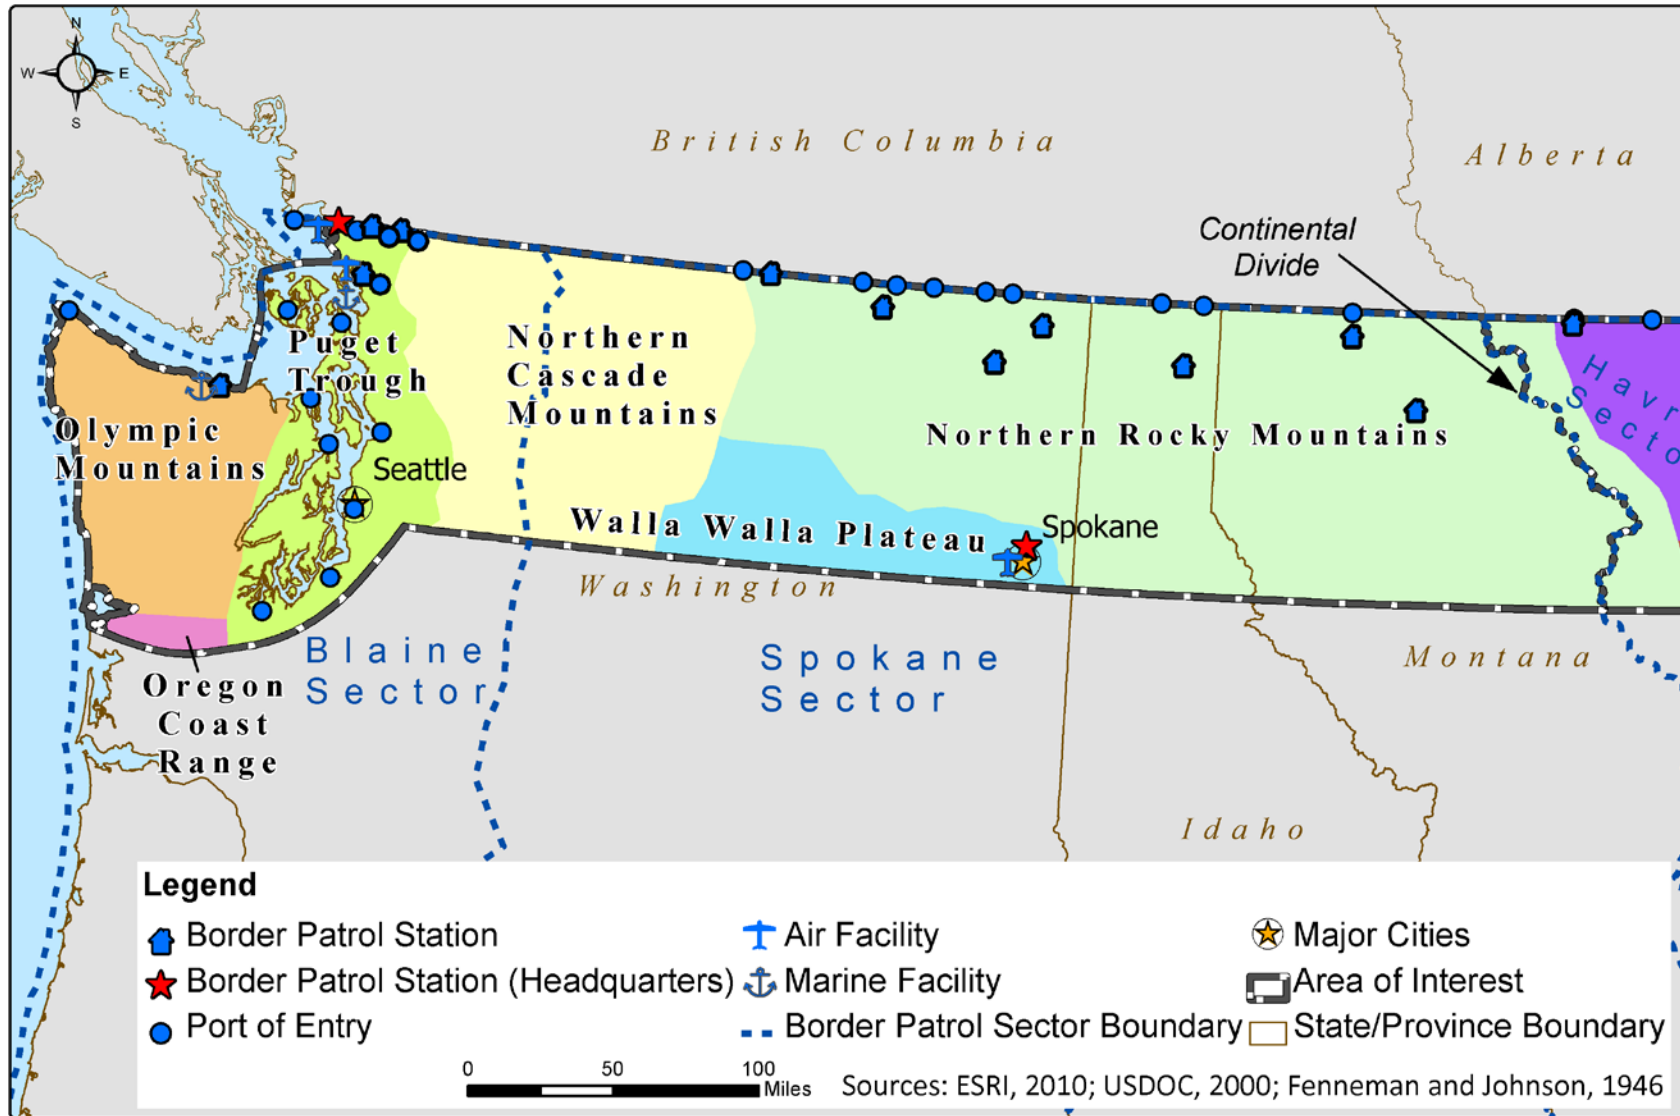 N
W E
S
British Columbia
Alberta
Continental
Divide
Puget
Trough
Northern
Cascade
Mountains
Havr
Secto
Olympic
Mountains
Northern Rocky Mountains
Seattle
Walla Walla Plateau
Spokane
Washington
Blaine
Sector
Spokane
Sector
Montana
Oregon
Coast
Range
Idaho
Legend
Border Patrol Station
Border Patrol Station (Headquarters)
Port of Entry
Air Facility
Marine Facility
Border Patrol Sector Boundary
Major Cities
Area of Interest
State/Province Boundary
0 50 100
Miles
Sources: ESRI, 2010; USDOC, 2000; Fenneman and Johnson, 1946